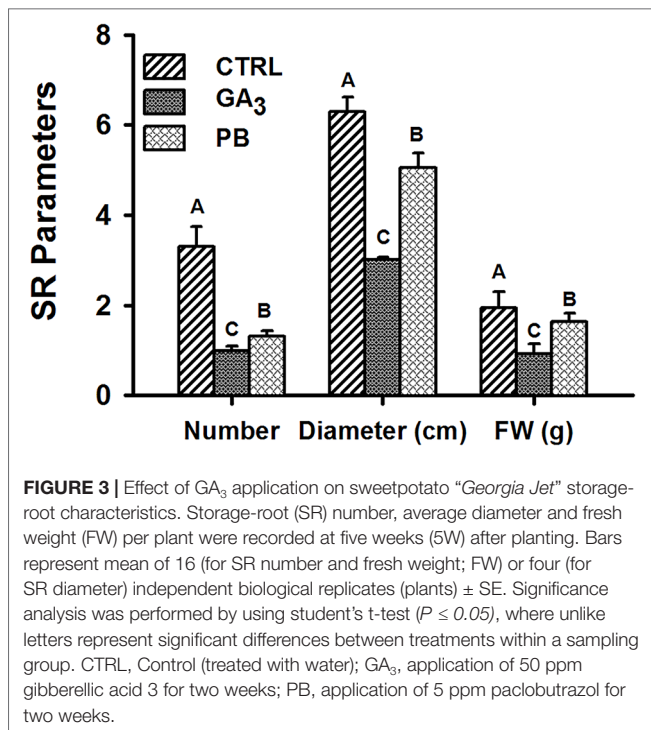 8
6
4
2
0
SR Parameters
CTRL
GA₃
PB
A
C
B
A
C
B
A
C
B
Number Diameter (cm) FW (g)
FIGURE 3 | Effect of GA₃ application on sweetpotato “Georgia Jet” storage-
root characteristics. Storage-root (SR) number, average diameter and fresh
weight (FW) per plant were recorded at five weeks (5W) after planting. Bars
represent mean of 16 (for SR number and fresh weight; FW) or four (for
SR diameter) independent biological replicates (plants) ± SE. Significance
analysis was performed by using student’s t-test (P ≤ 0.05), where unlike
letters represent significant differences between treatments within a sampling
group. CTRL, Control (treated with water); GA₃, application of 50 ppm
gibberellic acid 3 for two weeks; PB, application of 5 ppm paclobutrazol for
two weeks.